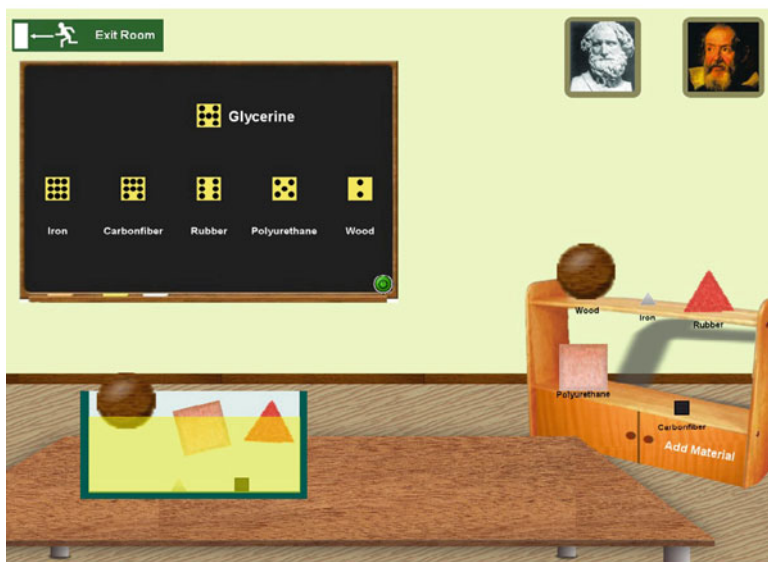 Exit Room
Glycerine
Iron Carbonfiber Rubber Polyurethane Wood
Wood
Iron
Rubber
Polyurethane
Carbonfiber
Add Material